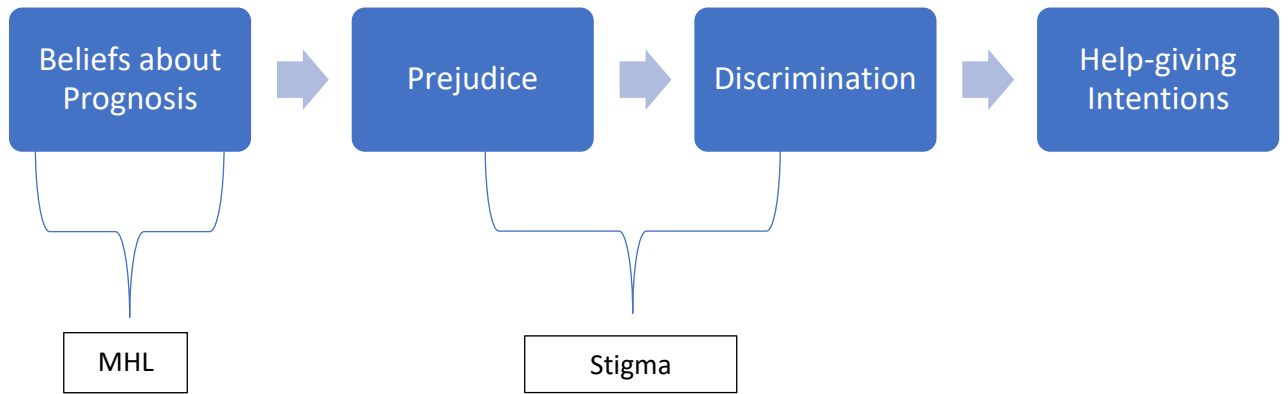 Beliefs about
Prognosis
Prejudice
Discrimination
Help-giving
Intentions
MHL
Stigma